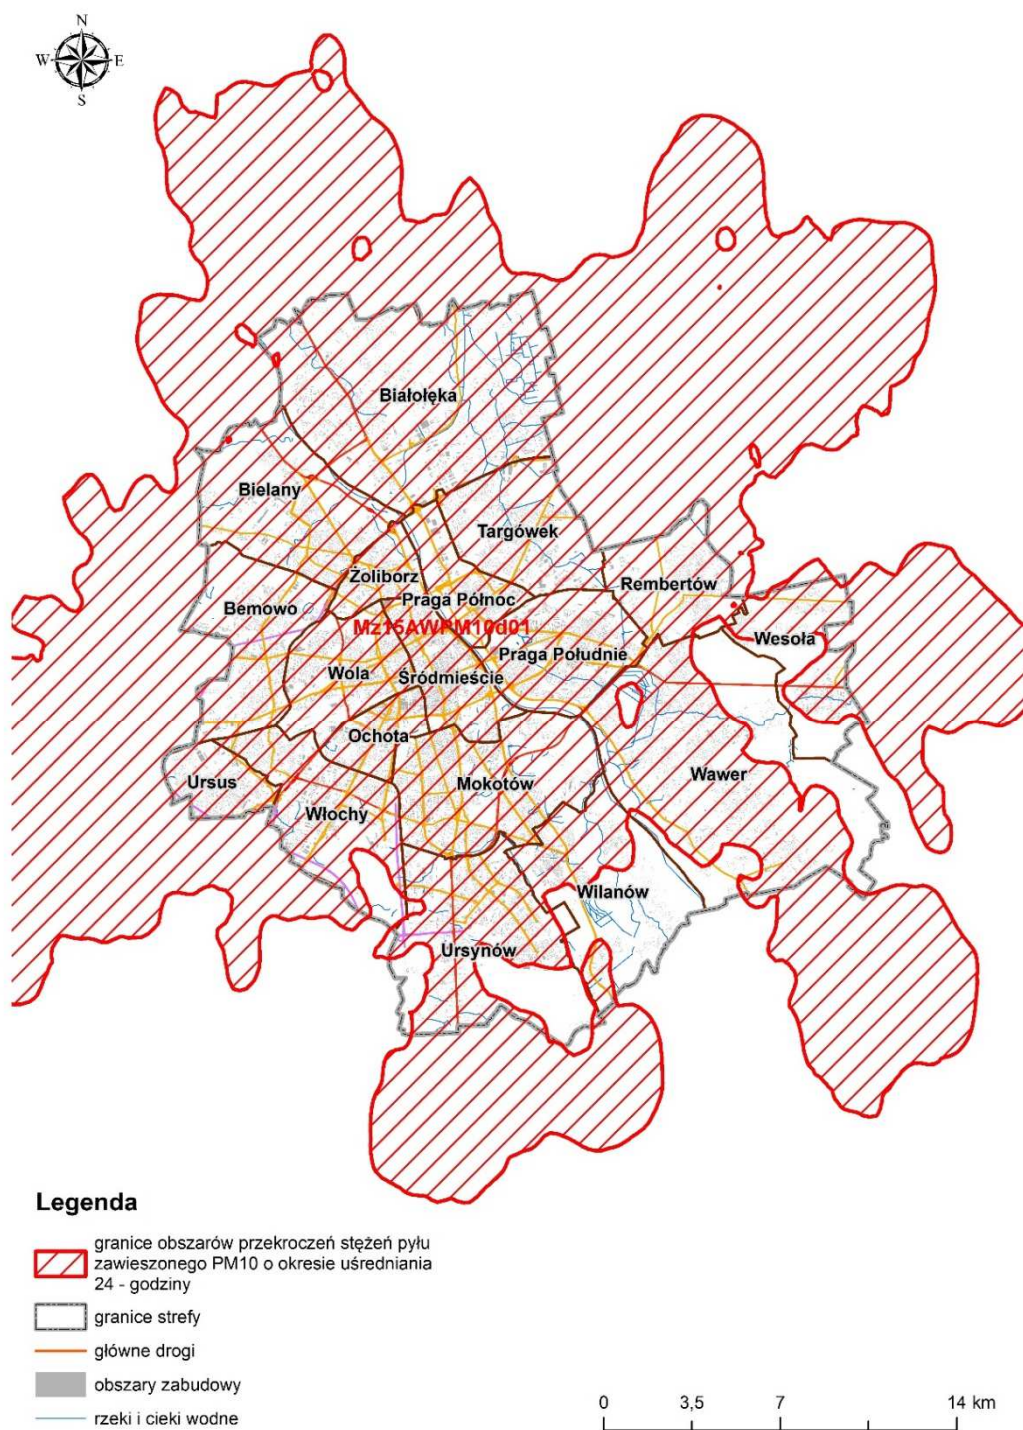 N
W E
S
Białołęka
Bielany
Targówek
Żoliborz
Rembertów
Praga Północ
Bemowo
Mz15AWPM10d01
Wesoła
Praga Południe
Wola
Śródmieście
Ochota
Wawer
Ursus
Mokotów
Włochy
Wilanów
Ursynów
Legenda
granice obszarów przekroczeń stężeń pyłu
zawieszonego PM10 o okresie uśredniania
24 - godziny
granice strefy
główne drogi
obszary zabudowy
rzeki i cieki wodne
0 3,5 7 14 km